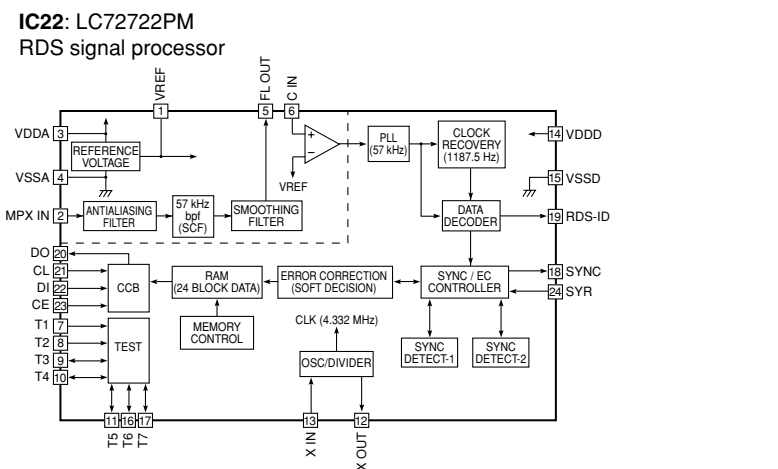 IC22: LC72722PM
RDS signal processor
VREF
FL OUT
C IN
1
5
6
VDDA 3
REFERENCE
VOLTAGE
VSSA 4
+
–
VREF
PLL
(57 kHz)
CLOCK
RECOVERY
(1187.5 Hz)
14 VDDD
15 VSSD
MPX IN 2
ANTIALIASING
FILTER
57 kHz
bpf
(SCF)
SMOOTHING
FILTER
DATA
DECODER
19 RDS-ID
DO 20
CL 21
DI 22
CE 23
CCB
RAM
(24 BLOCK DATA)
ERROR CORRECTION
(SOFT DECISION)
SYNC / EC
CONTROLLER
18 SYNC
24 SYR
T1 7
T2 8
T3 9
T4 10
TEST
MEMORY
CONTROL
CLK (4.332 MHz)
OSC/DIVIDER
SYNC
DETECT-1
SYNC
DETECT-2
11
16
17
13
12
T5
T6
T7
X IN
X OUT